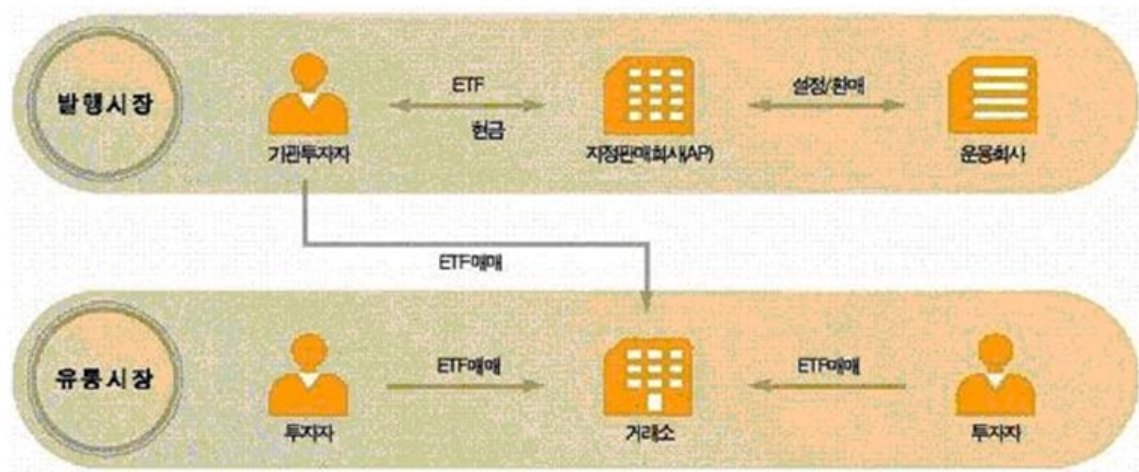 발행시장
ETF
현금
설정/환매
기관투자자
지정판매회사(AP)
운용회사
ETF매매
유통시장
ETF매매
ETF매매
투자자
거래소
투자자